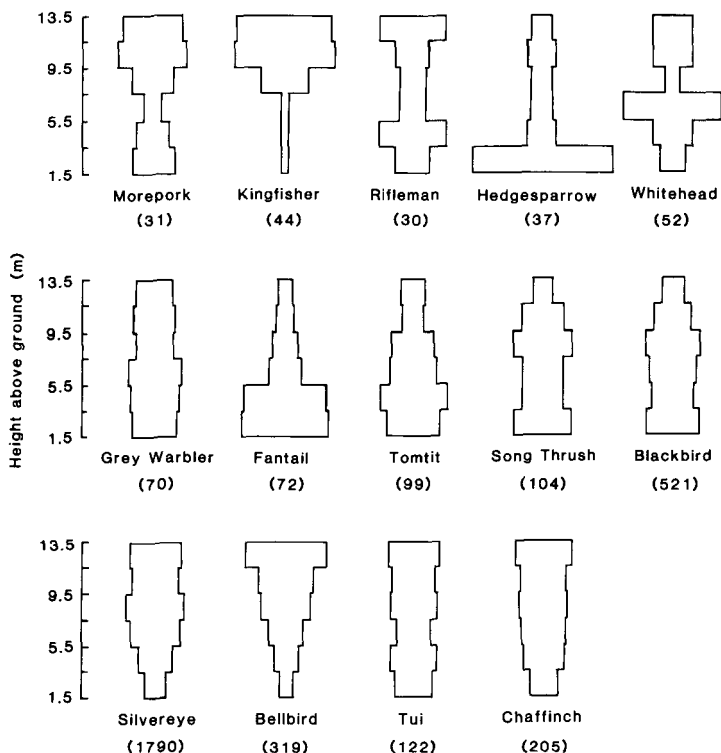 Height above ground (m)
13.5
9.5
5.5
1.5
Morepork Kingfisher Rifleman Hedgesparrow Whitehead
(31) (44) (30) (37) (52)
13.5
9.5
5.5
1.5
Grey Warbler Fantail Tomtit Song Thrush Blackbird
(70) (72) (99) (104) (521)
13.5
9.5
5.5
1.5
Silvereye Bellbird Tui Chaffinch
(1790) (319) (122) (205)